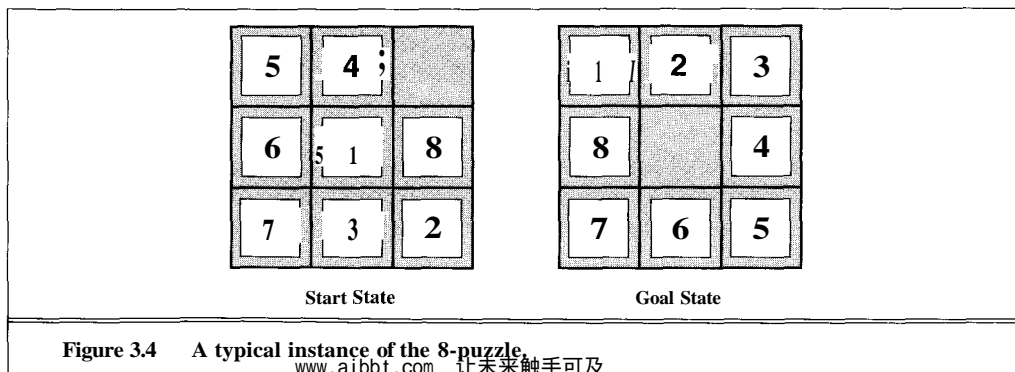 5 4 ; 1 2 3
6 5 1 8 8 4
7 3 2 7 6 5
Start State Goal State
Figure 3.4 A typical instance of the 8-puzzle.
www.aibbt.com 让未来触手可及